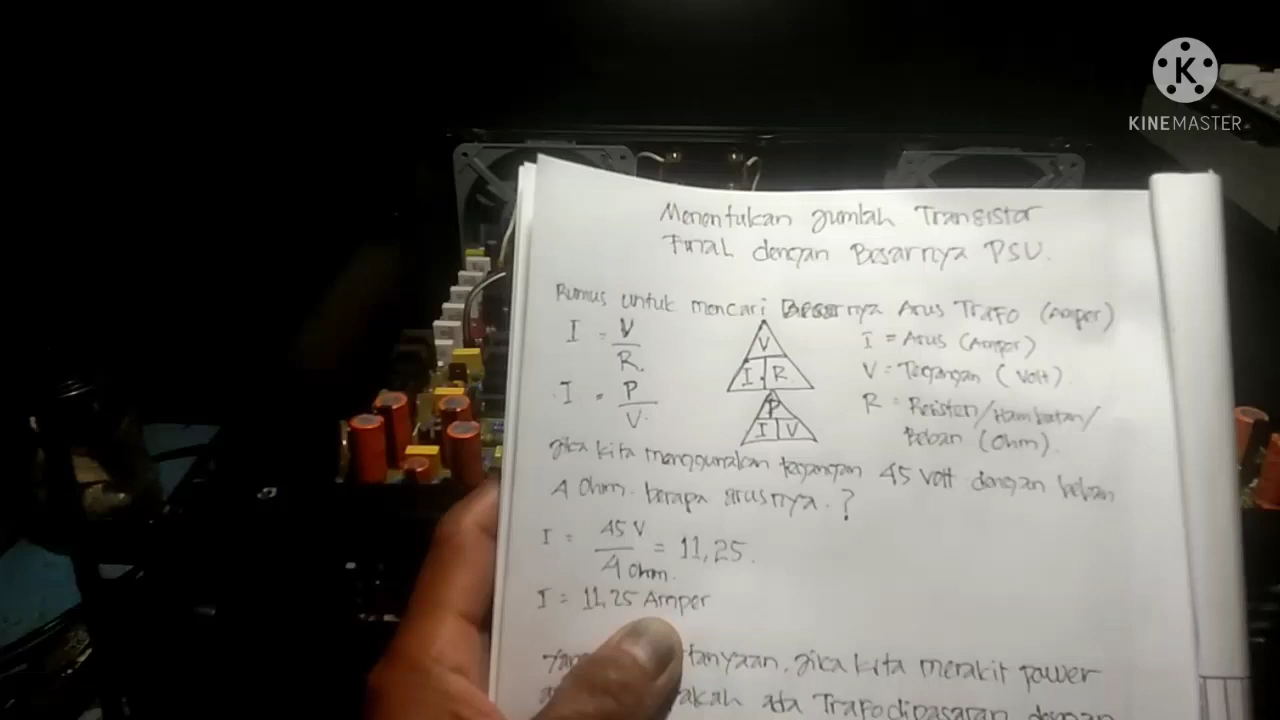 KINEMASTER
Menentukan Jumlah Transistor
Final dengan Besarnya PSU.
Rumus untuk mencari Besarnya Arus Trafo (Amper)
I = V / R.
I = P / V.
V
I R
P
I V
I = Arus (Amper)
V = Tegangan (Volt)
R = Resisten/Hambatan/
Beban (Ohm).
Jika kita menggunakan tegangan 45 Volt dengan beban
4 Ohm. berapa arusnya.?
I = 45 V / 4 Ohm. = 11,25.
I = 11,25 Amper
tanyaan. jika kita merakit power
akah ada Trafo dipasaran dengan